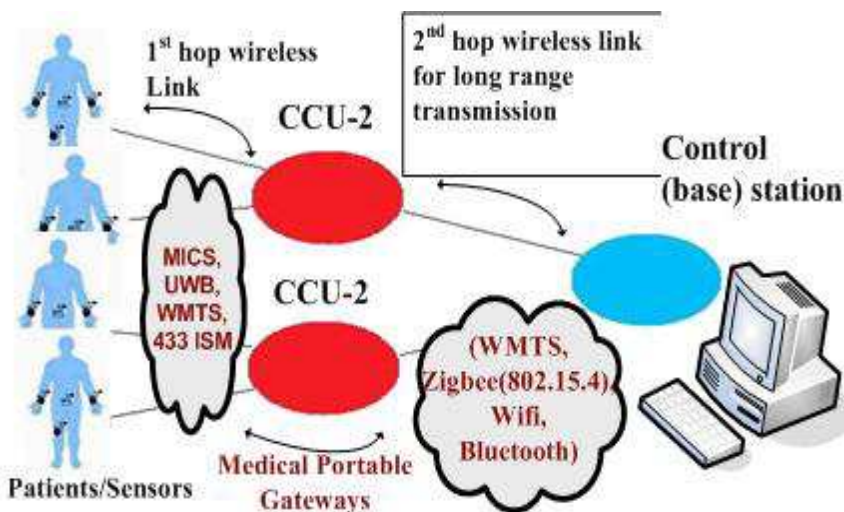 1st hop wireless
Link
2nd hop wireless link
for long range
transmission
CCU-2
Control
(base) station
MICS,
UWB,
WMTS,
433 ISM
CCU-2
(WMTS,
Zigbee(802.15.4),
Wifi,
Bluctooth)
Medical Portable
Gateways
Patients/Sensors